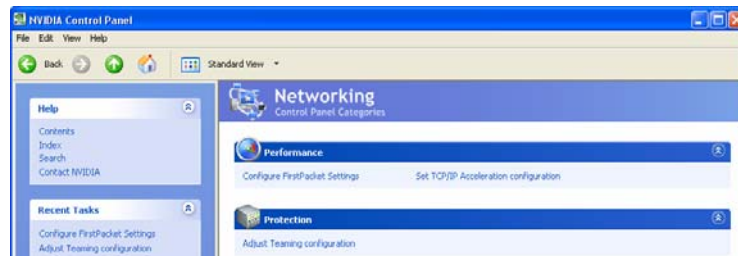 NVIDIA Control Panel
File Edit View Help
Back Standard View
Help
Contents
Index
Search
Contact NVIDIA
Recent Tasks
Configure FirstPacket Settings
Adjust Teaming configuration
Networking
Control Panel Categories
Performance
Configure FirstPacket Settings Set TCP/IP Acceleration configuration
Protection
Adjust Teaming configuration